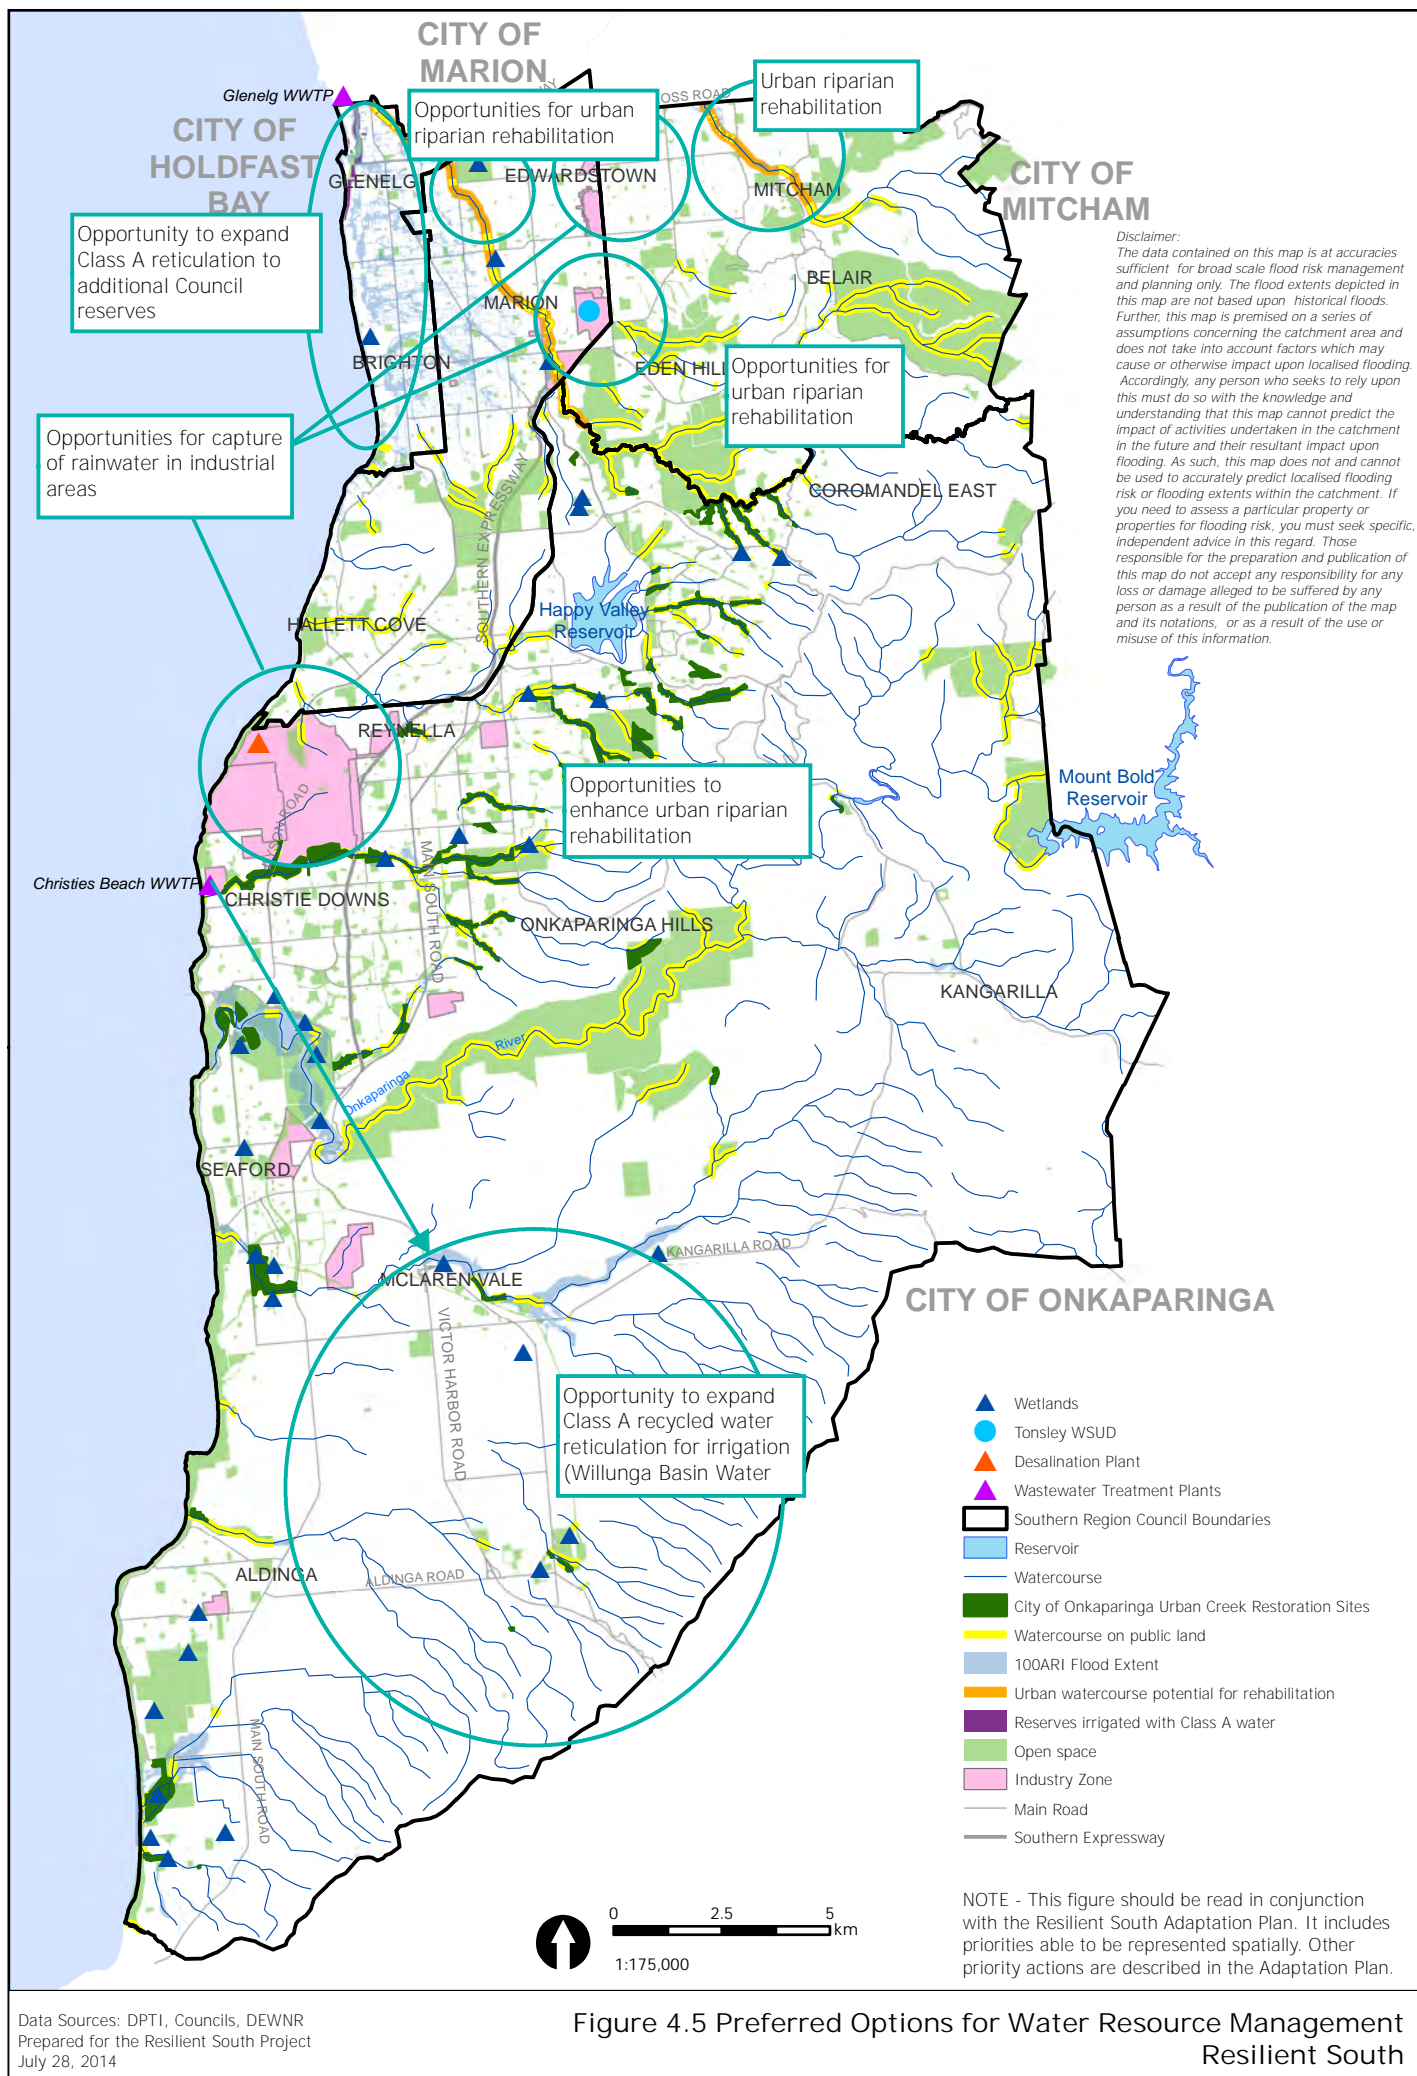 CITY OF
MARION
Glenelg WWTP
CITY OF
HOLDFAST
BAY
Opportunities for urban
riparian rehabilitation
OSS ROAD
Urban riparian
rehabilitation
GLENELG
EDWARDSTOWN
MITCHAM
CITY OF
MITCHAM
Opportunity to expand
Class A reticulation to
additional Council
reserves
Disclaimer:
The data contained on this map is at accuracies
sufficient for broad scale flood risk management
and planning only. The flood extents depicted in
this map are not based upon historical floods.
Further, this map is premised on a series of
assumptions concerning the catchment area and
does not take into account factors which may
cause or otherwise impact upon localised flooding.
Accordingly, any person who seeks to rely upon
this must do so with the knowledge and
understanding that this map cannot predict the
impact of activities undertaken in the catchment
in the future and their resultant impact upon
flooding. As such, this map does not and cannot
be used to accurately predict localised flooding
risk or flooding extents within the catchment. If
you need to assess a particular property or
properties for flooding risk, you must seek specific,
independent advice in this regard. Those
responsible for the preparation and publication of
this map do not accept any responsibility for any
loss or damage alleged to be suffered by any
person as a result of the publication of the map
and its notations, or as a result of the use or
misuse of this information.
BELAIR
MARION
BRIGHTON
EDEN HILL
Opportunities for
urban riparian
rehabilitation
Opportunities for capture
of rainwater in industrial
areas
SOUTHERN EXPRESSWAY
COROMANDEL EAST
Happy Valley
Reservoir
HALLETT COVE
REYNELLA
Mount Bold
Reservoir
Opportunities to
enhance urban riparian
rehabilitation
YSON ROAD
MAIN SOUTH ROAD
Christies Beach WWTP
CHRISTIE DOWNS
ONKAPARINGA HILLS
KANGARILLA
River
Onkaparinga
SEAFORD
KANGARILLA ROAD
MCLAREN VALE
CITY OF ONKAPARINGA
VICTOR HARBOR ROAD
Opportunity to expand
Class A recycled water
reticulation for irrigation
(Willunga Basin Water
ALDINGA
ALDINGA ROAD
MAIN SOUTH ROAD
Wetlands
Tonsley WSUD
Desalination Plant
Wastewater Treatment Plants
Southern Region Council Boundaries
Reservoir
Watercourse
City of Onkaparinga Urban Creek Restoration Sites
Watercourse on public land
100ARI Flood Extent
Urban watercourse potential for rehabilitation
Reserves irrigated with Class A water
Open space
Industry Zone
Main Road
Southern Expressway
0 2.5 5
km
1:175,000
NOTE - This figure should be read in conjunction
with the Resilient South Adaptation Plan. It includes
priorities able to be represented spatially. Other
priority actions are described in the Adaptation Plan.
Data Sources: DPTI, Councils, DEWNR
Prepared for the Resilient South Project
July 28, 2014
Figure 4.5 Preferred Options for Water Resource Management
Resilient South